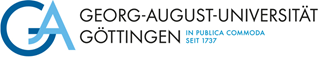 GEORG-AUGUST-UNIVERSITÄT
GÖTTINGEN IN PUBLICA COMMODA
SEIT 1737